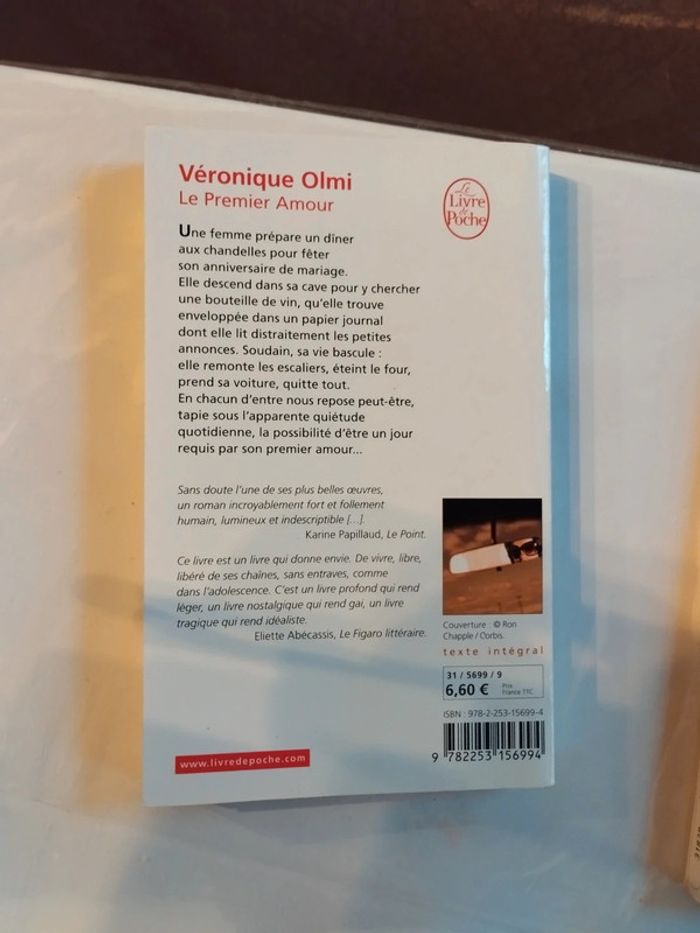 Véronique Olmi
Le Premier Amour
Le
Livre
de
Poche
Une femme prépare un dîner
aux chandelles pour fêter
son anniversaire de mariage.
Elle descend dans sa cave pour y chercher
une bouteille de vin, qu'elle trouve
enveloppée dans un papier journal
dont elle lit distraitement les petites
annonces. Soudain, sa vie bascule :
elle remonte les escaliers, éteint le four,
prend sa voiture, quitte tout.
En chacun d'entre nous repose peut-être,
tapie sous l'apparente quiétude
quotidienne, la possibilité d'être un jour
requis par son premier amour...
Sans doute l'une de ses plus belles œuvres,
un roman incroyablement fort et follement
humain, lumineux et indescriptible [...].
Karine Papillaud, Le Point.
Ce livre est un livre qui donne envie. De vivre, libre,
libéré de ses chaînes, sans entraves, comme
dans l'adolescence. C'est un livre profond qui rend
léger, un livre nostalgique qui rend gai, un livre
tragique qui rend idéaliste.
Eliette Abécassis, Le Figaro littéraire.
Couverture : © Ron
Chapple / Corbis.
texte intégral
31 / 5699 / 9
6,60 €
Prix
France TTC
ISBN : 978-2-253-15699-4
9 782253 156994
www.livredepoche.com